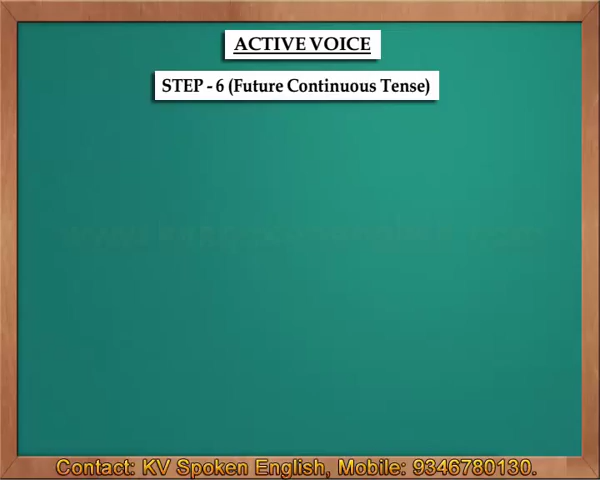 ACTIVE VOICE
STEP - 6 (Future Continuous Tense)
Contact: KV Spoken English, Mobile: 9346780130.